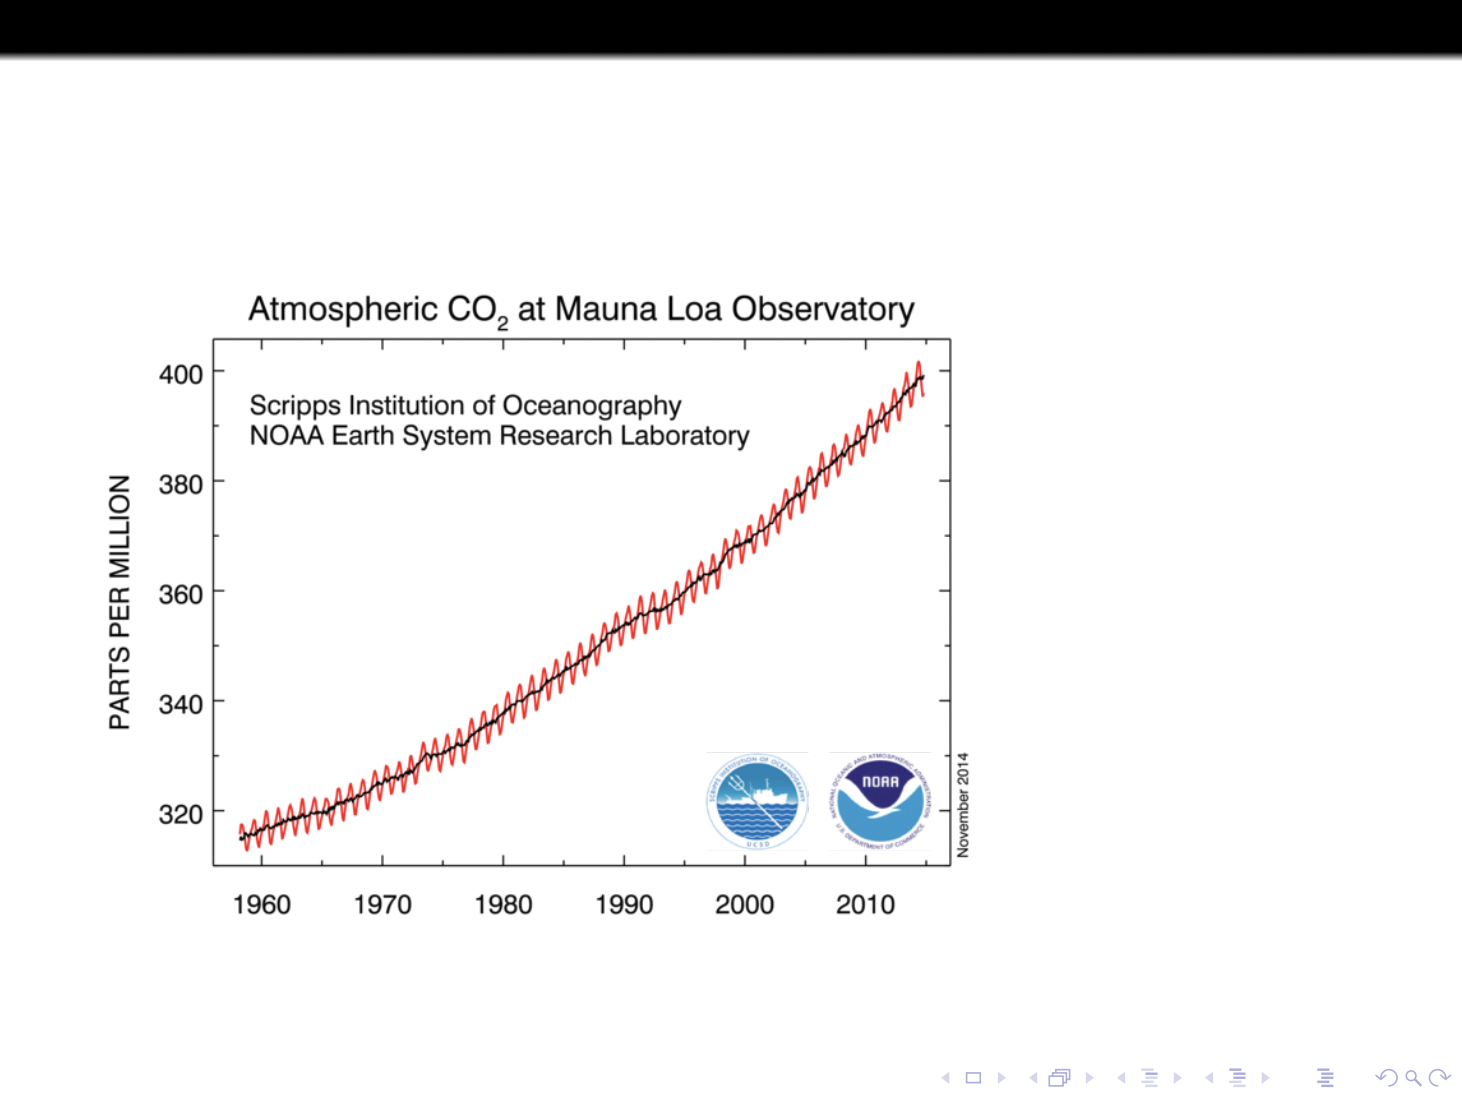 Atmospheric CO₂ at Mauna Loa Observatory
Scripps Institution of Oceanography
NOAA Earth System Research Laboratory
PARTS PER MILLION
400
380
360
340
320
1960 1970 1980 1990 2000 2010
SCRIPPS INSTITUTION OF OCEANOGRAPHY
UCSD
NATIONAL OCEANIC AND ATMOSPHERIC ADMINISTRATION
NOAA
U.S. DEPARTMENT OF COMMERCE
November 2014